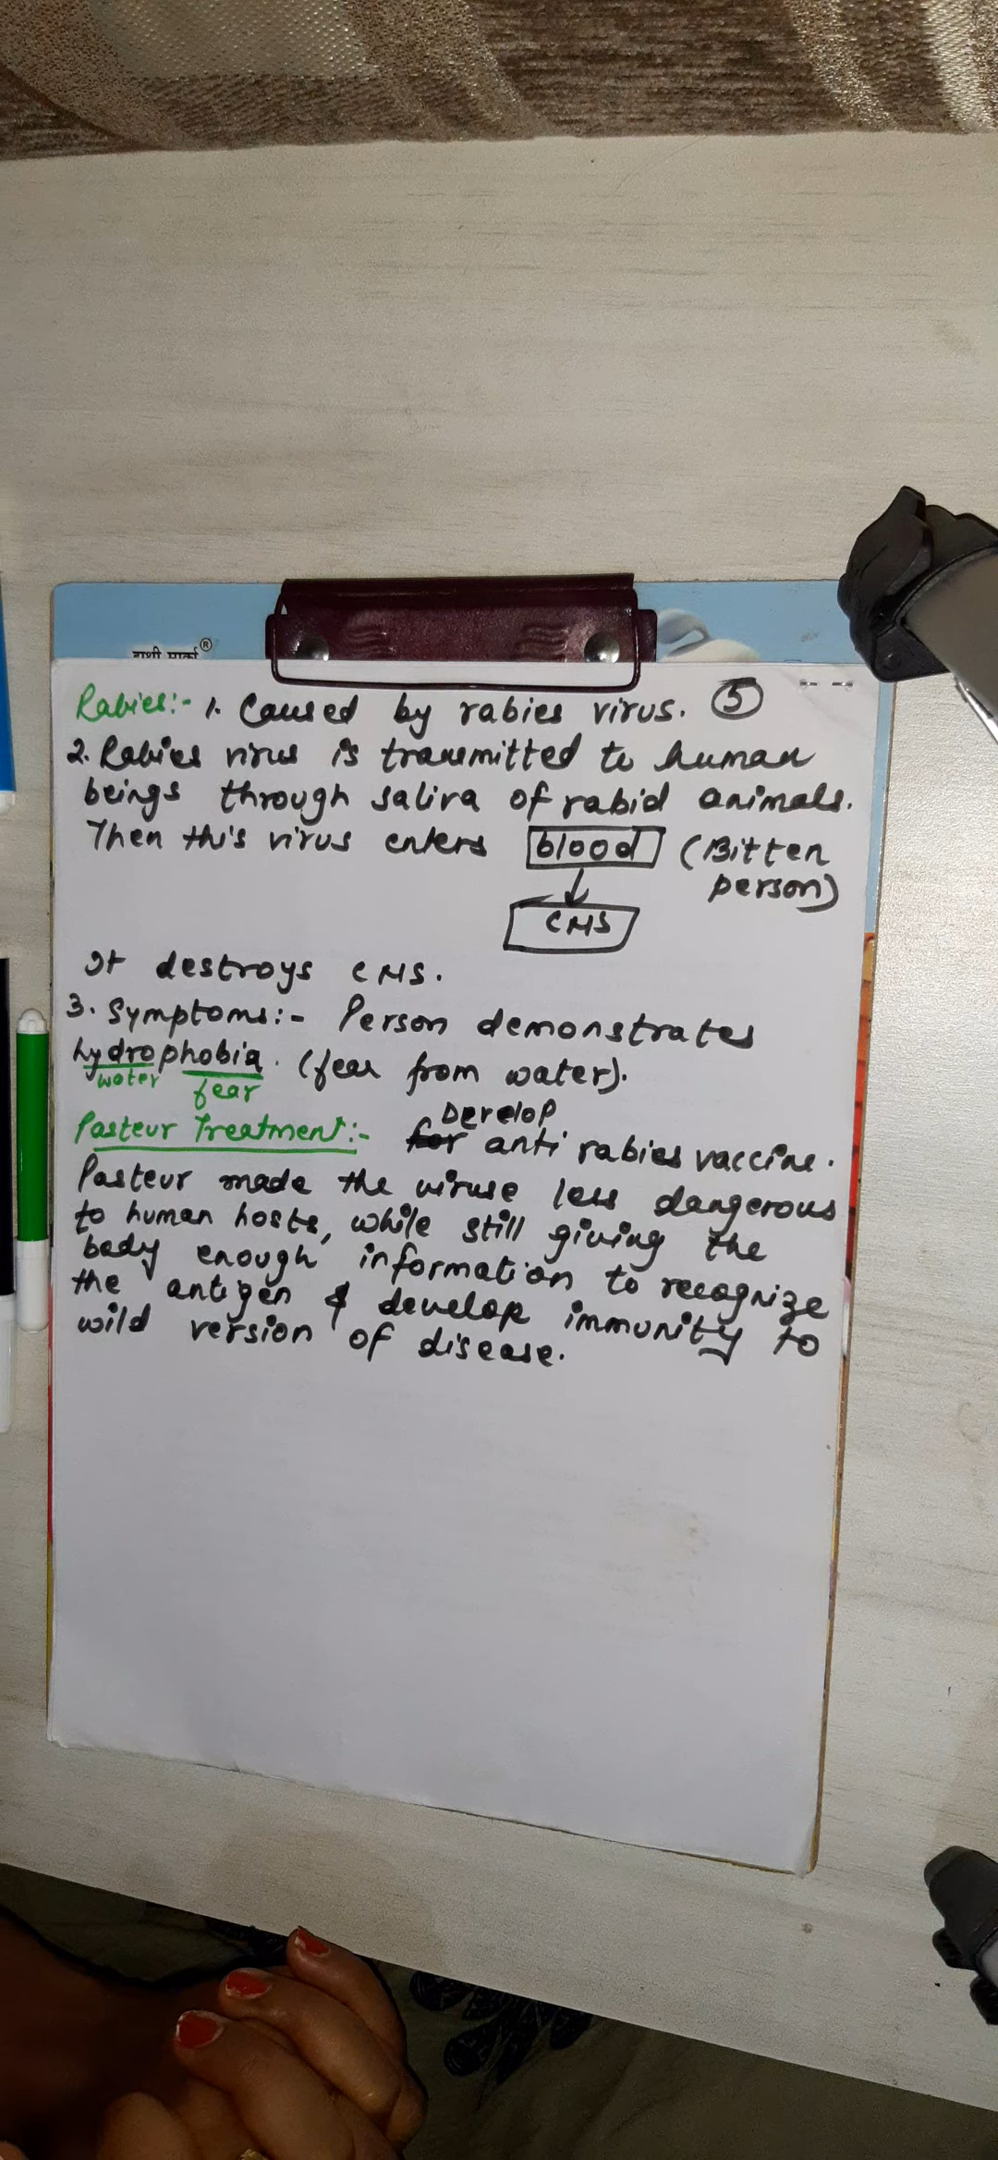 हाथी मार्का®
Rabies:- 1. Caused by rabies virus. 5
2. Rabies virus is transmitted to human
beings through saliva of rabid animals.
Then this virus enters blood (Bitten
person)
CNS
It destroys CNS.
3. Symptoms:- Person demonstrates
hydrophobia. (fear from water).
water fear
Develop
Pasteur Treatment:- for anti rabies vaccine.
Pasteur made the viruse less dangerous
to human hosts, while still giving the
body enough information to recognize
the antigen & develop immunity to
wild version of disease.